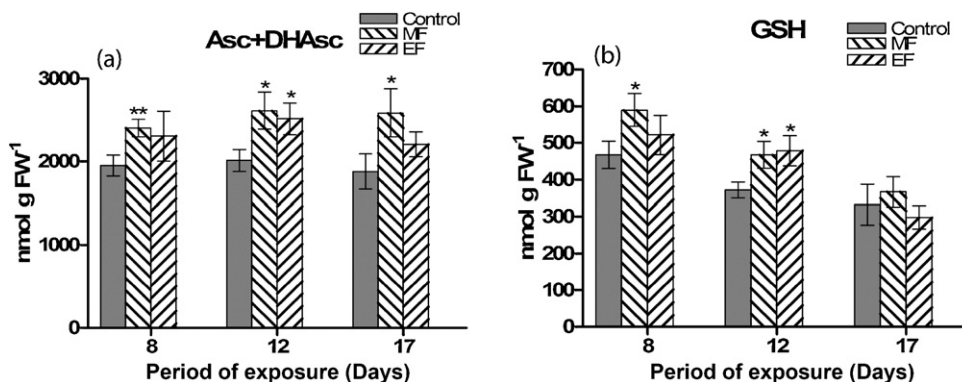 Control
MF
EF
Asc+DHAsc
(a)
3000
2000
1000
0
nmol g FW⁻¹
**
*
*
*
8
12
17
Period of exposure (Days)
Control
MF
EF
GSH
(b)
700
600
500
400
300
200
100
0
nmol g FW⁻¹
*
*
*
8
12
17
Period of exposure (Days)